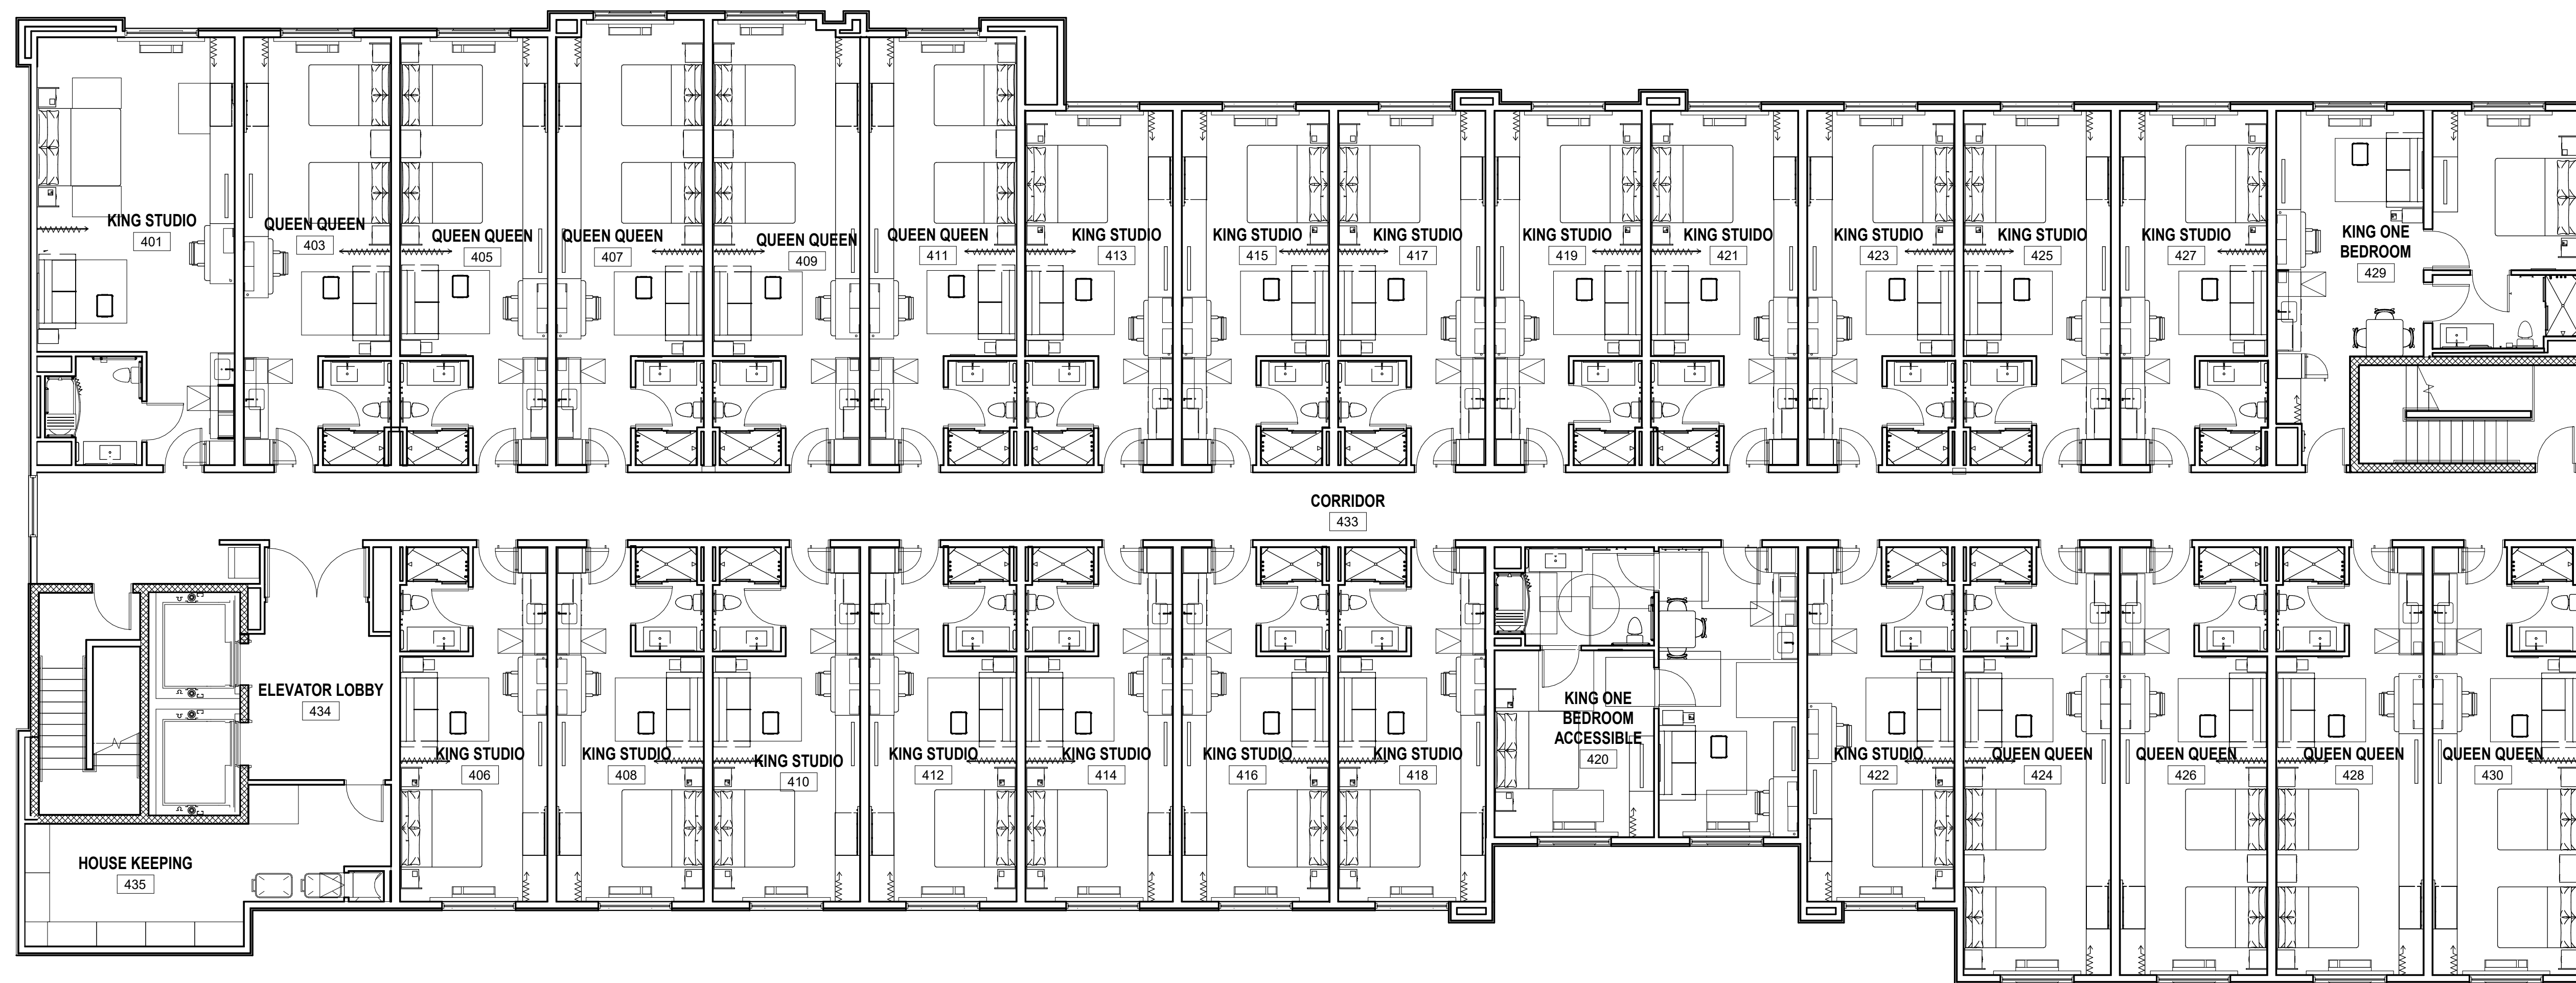 KING STUDIO
401
QUEEN QUEEN
403
QUEEN QUEEN
405
QUEEN QUEEN
407
QUEEN QUEEN
409
QUEEN QUEEN
411
KING STUDIO
413
KING STUDIO
415
KING STUDIO
417
KING STUDIO
419
KING STUIDO
421
KING STUDIO
423
KING STUDIO
425
KING STUDIO
427
KING ONE
BEDROOM
429
CORRIDOR
433
ELEVATOR LOBBY
434
HOUSE KEEPING
435
KING STUDIO
406
KING STUDIO
408
KING STUDIO
410
KING STUDIO
412
KING STUDIO
414
KING STUDIO
416
KING STUDIO
418
KING ONE
BEDROOM
ACCESSIBLE
420
KING STUDIO
422
QUEEN QUEEN
424
QUEEN QUEEN
426
QUEEN QUEEN
428
QUEEN QUEEN
430